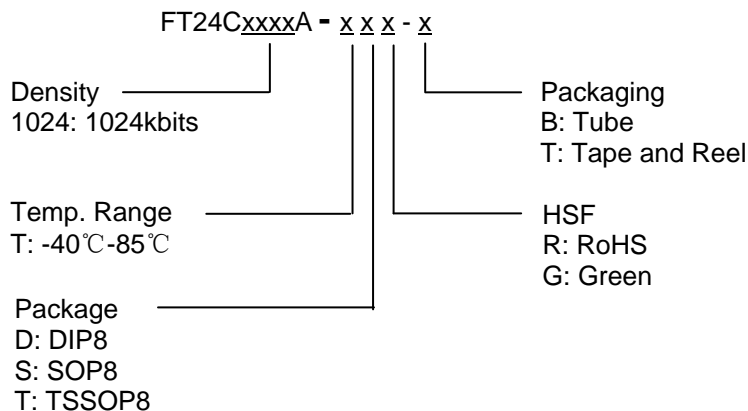 FT24CxxxxA - x x x - x
Density
1024: 1024kbits
Packaging
B: Tube
T: Tape and Reel
Temp. Range
T: -40℃-85℃
HSF
R: RoHS
G: Green
Package
D: DIP8
S: SOP8
T: TSSOP8